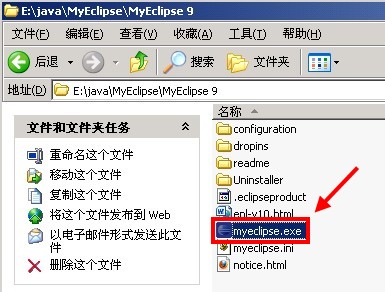 E:\java\MyEclipse\MyEclipse 9
文件(F) 编辑(E) 查看(V) 收藏(A) 工具(T) 帮助(H)
后退 搜索 文件夹
地址(D) E:\java\MyEclipse\MyEclipse 9
文件和文件夹任务
重命名这个文件
移动这个文件
复制这个文件
将这个文件发布到 Web
以电子邮件形式发送此文件
删除这个文件
名称
configuration
dropins
readme
Uninstaller
.eclipseproduct
epl-v10.html
myeclipse.exe
myeclipse.ini
notice.html